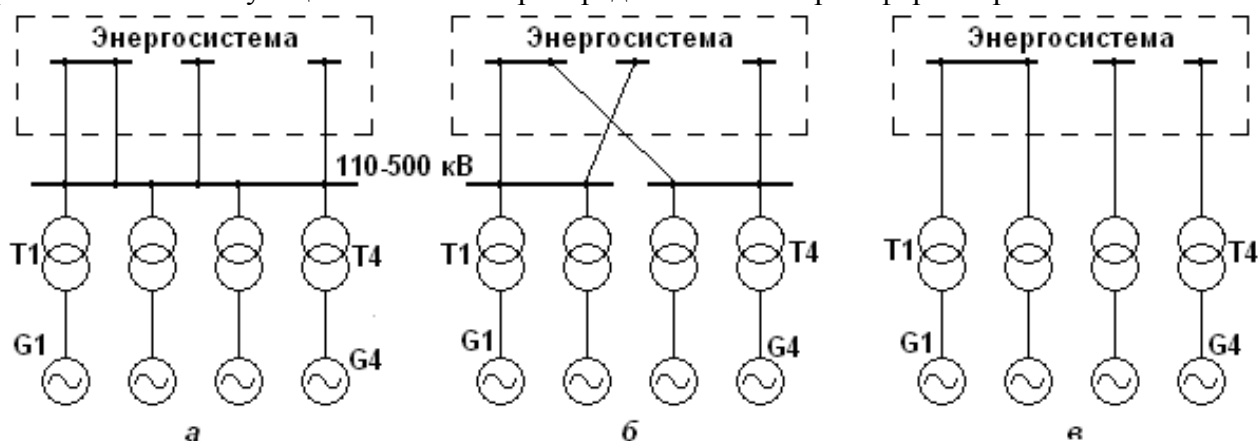 Энергосистема Энергосистема Энергосистема
110-500 кВ
T1 T4 T1 T4 T1 T4
G1 G4 G1 G4 G1 G4
а б в